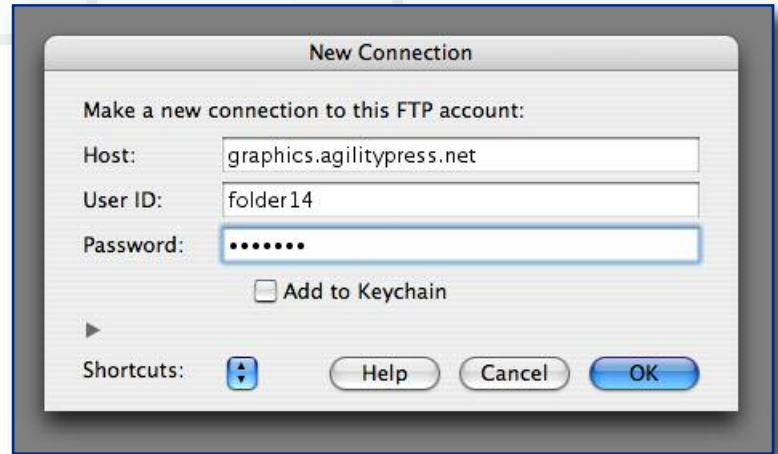 New Connection
Make a new connection to this FTP account:
Host: graphics.agilitypress.net
User ID: folder14
Password: •••••••
Add to Keychain
Shortcuts: Help Cancel OK